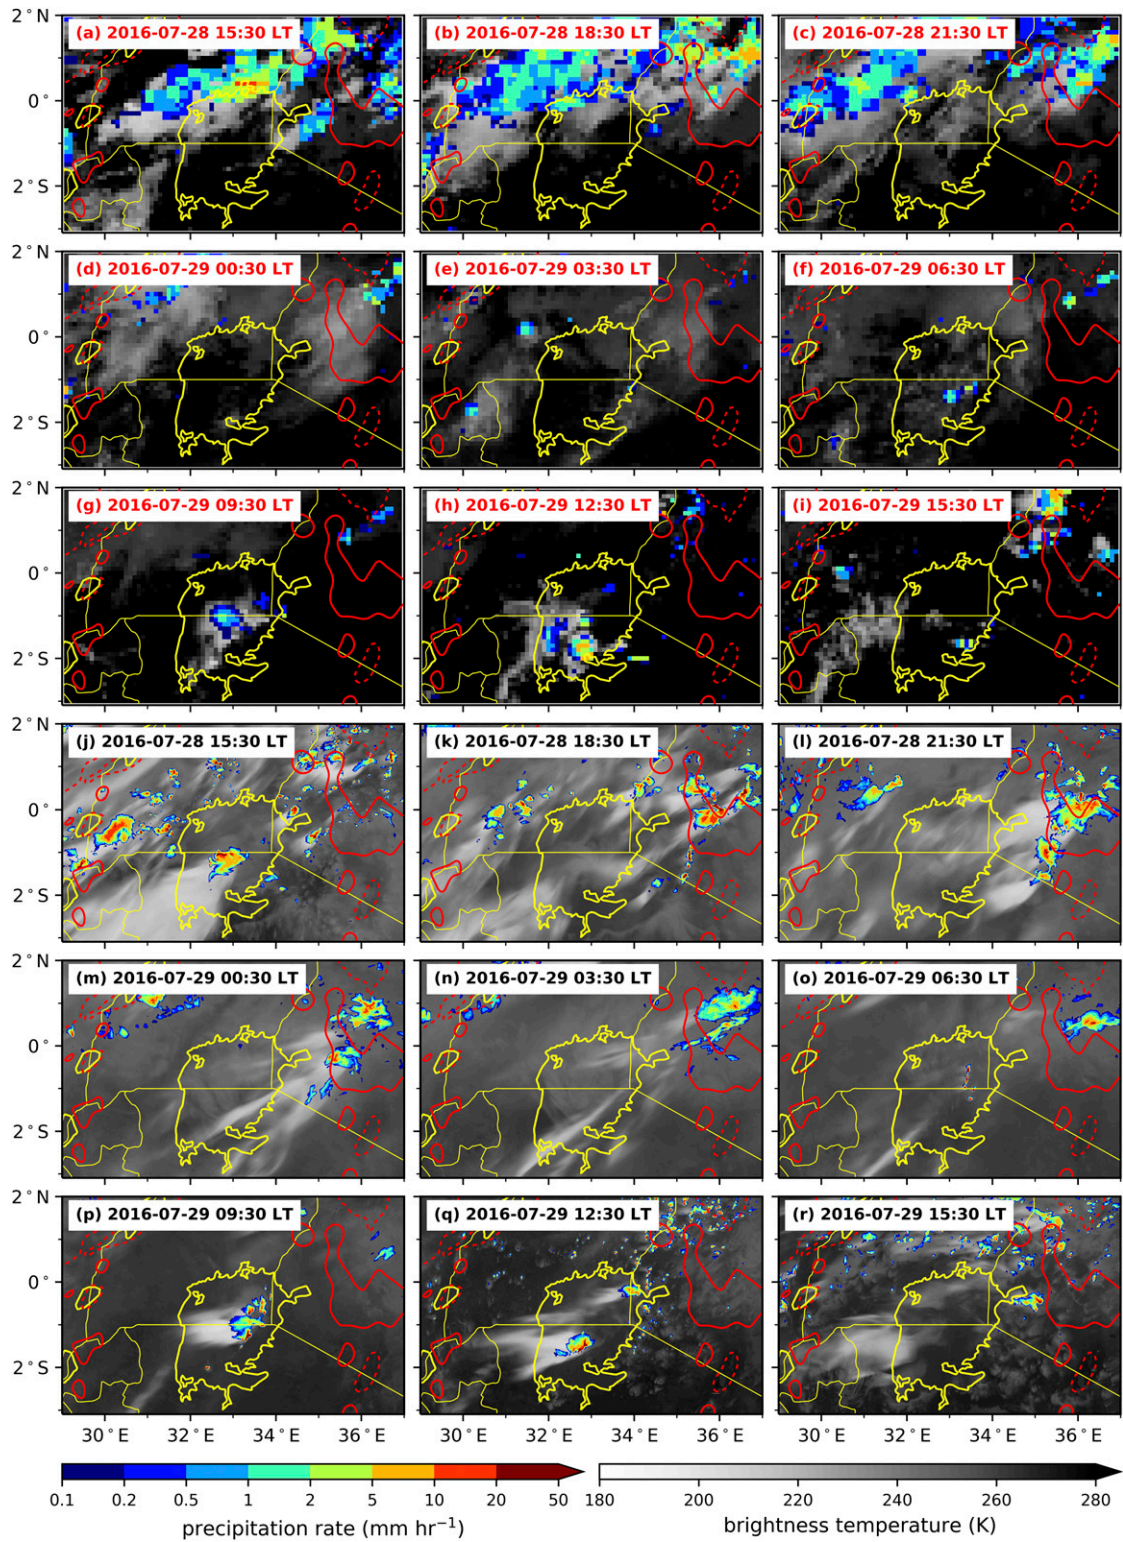 (a) 2016-07-28 15:30 LT
(b) 2016-07-28 18:30 LT
(c) 2016-07-28 21:30 LT
2°N
0°
2°S
(d) 2016-07-29 00:30 LT
(e) 2016-07-29 03:30 LT
(f) 2016-07-29 06:30 LT
2°N
0°
2°S
(g) 2016-07-29 09:30 LT
(h) 2016-07-29 12:30 LT
(i) 2016-07-29 15:30 LT
2°N
0°
2°S
(j) 2016-07-28 15:30 LT
(k) 2016-07-28 18:30 LT
(l) 2016-07-28 21:30 LT
2°N
0°
2°S
(m) 2016-07-29 00:30 LT
(n) 2016-07-29 03:30 LT
(o) 2016-07-29 06:30 LT
2°N
0°
2°S
(p) 2016-07-29 09:30 LT
(q) 2016-07-29 12:30 LT
(r) 2016-07-29 15:30 LT
2°N
0°
2°S
30°E 32°E 34°E 36°E 30°E 32°E 34°E 36°E 30°E 32°E 34°E 36°E
0.1 0.2 0.5 1 2 5 10 20 50
precipitation rate (mm hr⁻¹)
180 200 220 240 260 280
brightness temperature (K)